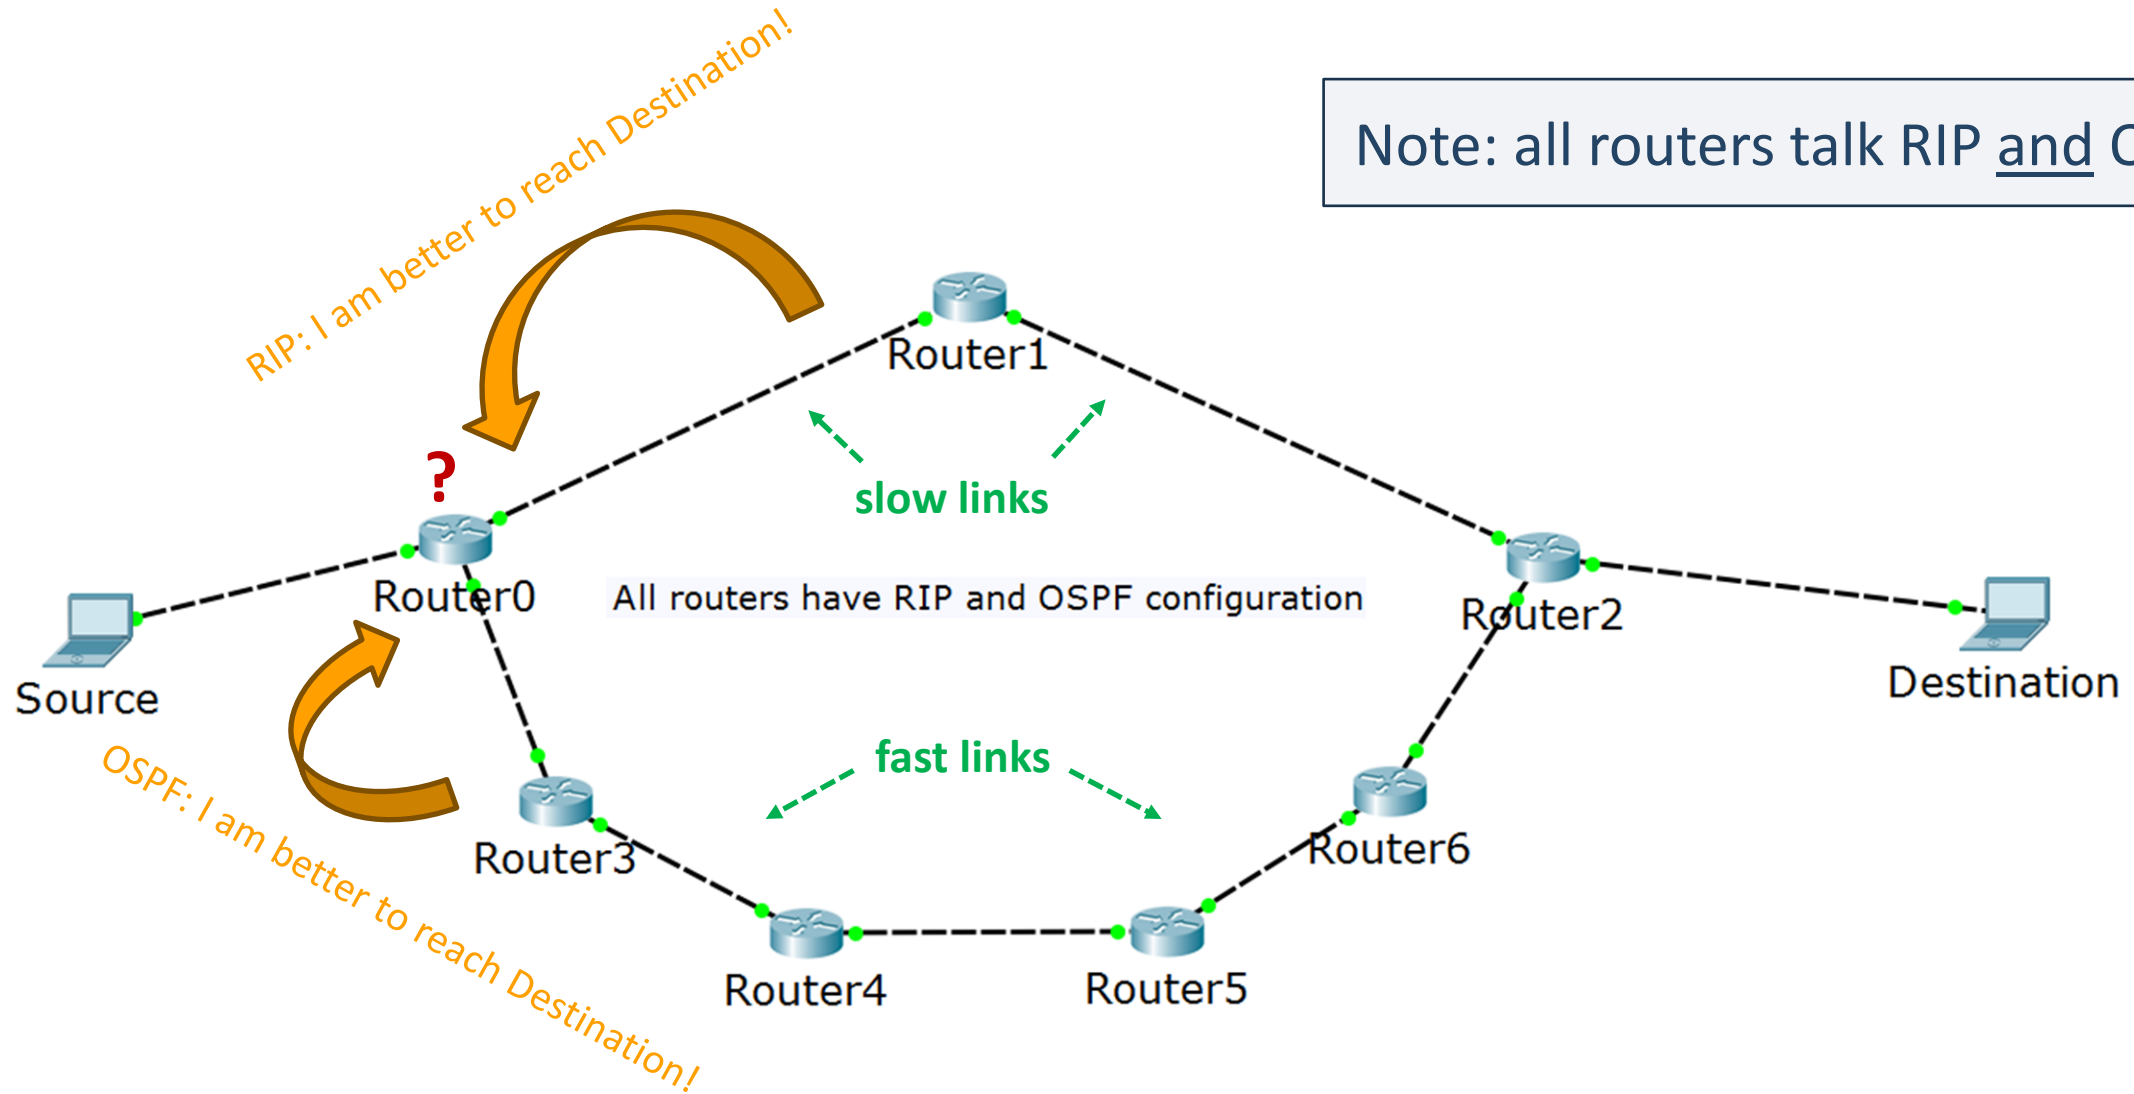 RIP: I am better to reach Destination!
Note: all routers talk RIP and
Router1
slow links
?
Router0
All routers have RIP and OSPF configuration
Router2
Source
Destination
fast links
OSPF: I am better to reach Destination!
Router3
Router6
Router4
Router5